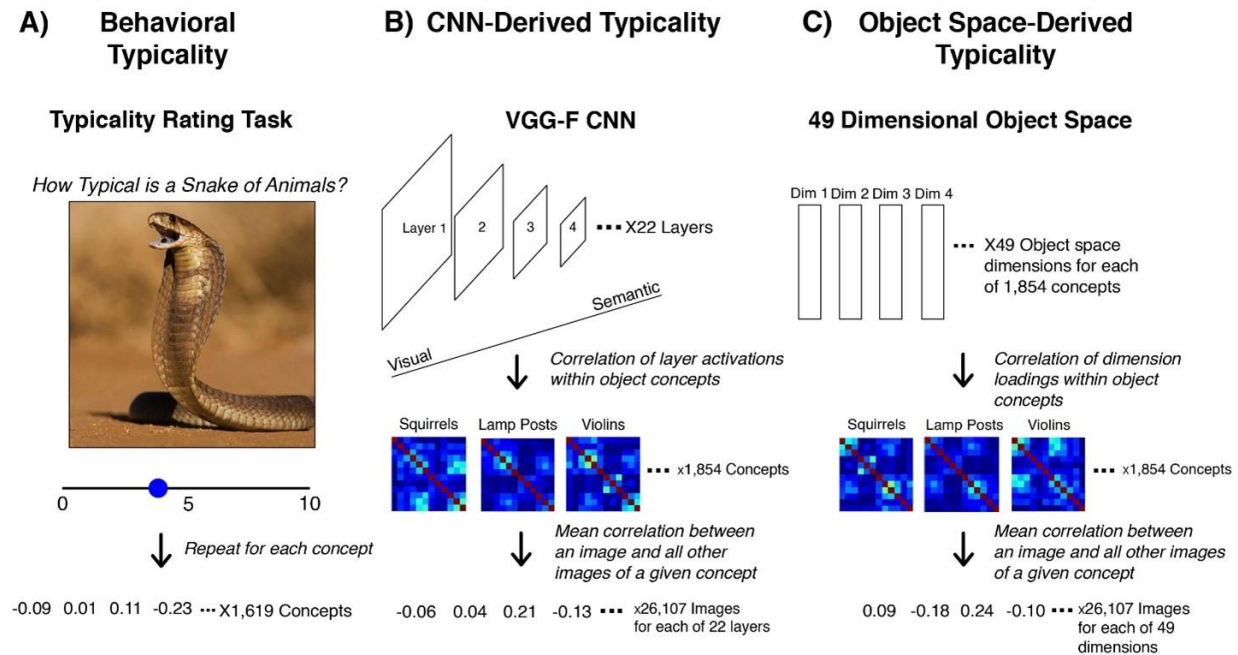 A) Behavioral
Typicality
Typicality Rating Task
How Typical is a Snake of Animals?
0 5 10
Repeat for each concept
-0.09 0.01 0.11 -0.23 ··· X1,619 Concepts
B) CNN-Derived Typicality
VGG-F CNN
Layer 1 2 3 4 ··· X22 Layers
Visual Semantic
Correlation of layer activations
within object concepts
Squirrels Lamp Posts Violins
··· x1,854 Concepts
Mean correlation between
an image and all other
images of a given concept
-0.06 0.04 0.21 -0.13 ··· x26,107 Images
for each of 22 layers
C) Object Space-Derived
Typicality
49 Dimensional Object Space
Dim 1 Dim 2 Dim 3 Dim 4
··· X49 Object space
dimensions for each
of 1,854 concepts
Correlation of dimension
loadings within object
concepts
Squirrels Lamp Posts Violins
··· x1,854 Concepts
Mean correlation between
an image and all other images
of a given concept
0.09 -0.18 0.24 -0.10 ··· x26,107 Images
for each of 49
dimensions